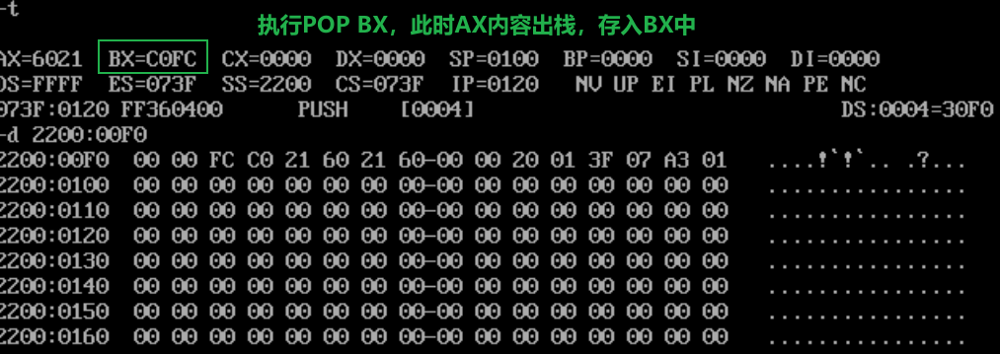 -t
执行POP BX，此时AX内容出栈，存入BX中
AX=6021 BX=C0FC CX=0000 DX=0000 SP=0100 BP=0000 SI=0000 DI=0000
DS=FFFF ES=073F SS=2200 CS=073F IP=0120 NV UP EI PL NZ NA PE NC
073F:0120 FF360400 PUSH [0004] DS:0004=30F0
-d 2200:00F0
2200:00F0 00 00 FC C0 21 60 21 60-00 00 20 01 3F 07 A3 01 ....!`!`.. .?...
2200:0100 00 00 00 00 00 00 00 00-00 00 00 00 00 00 00 00 ................
2200:0110 00 00 00 00 00 00 00 00-00 00 00 00 00 00 00 00 ................
2200:0120 00 00 00 00 00 00 00 00-00 00 00 00 00 00 00 00 ................
2200:0130 00 00 00 00 00 00 00 00-00 00 00 00 00 00 00 00 ................
2200:0140 00 00 00 00 00 00 00 00-00 00 00 00 00 00 00 00 ................
2200:0150 00 00 00 00 00 00 00 00-00 00 00 00 00 00 00 00 ................
2200:0160 00 00 00 00 00 00 00 00-00 00 00 00 00 00 00 00 ................